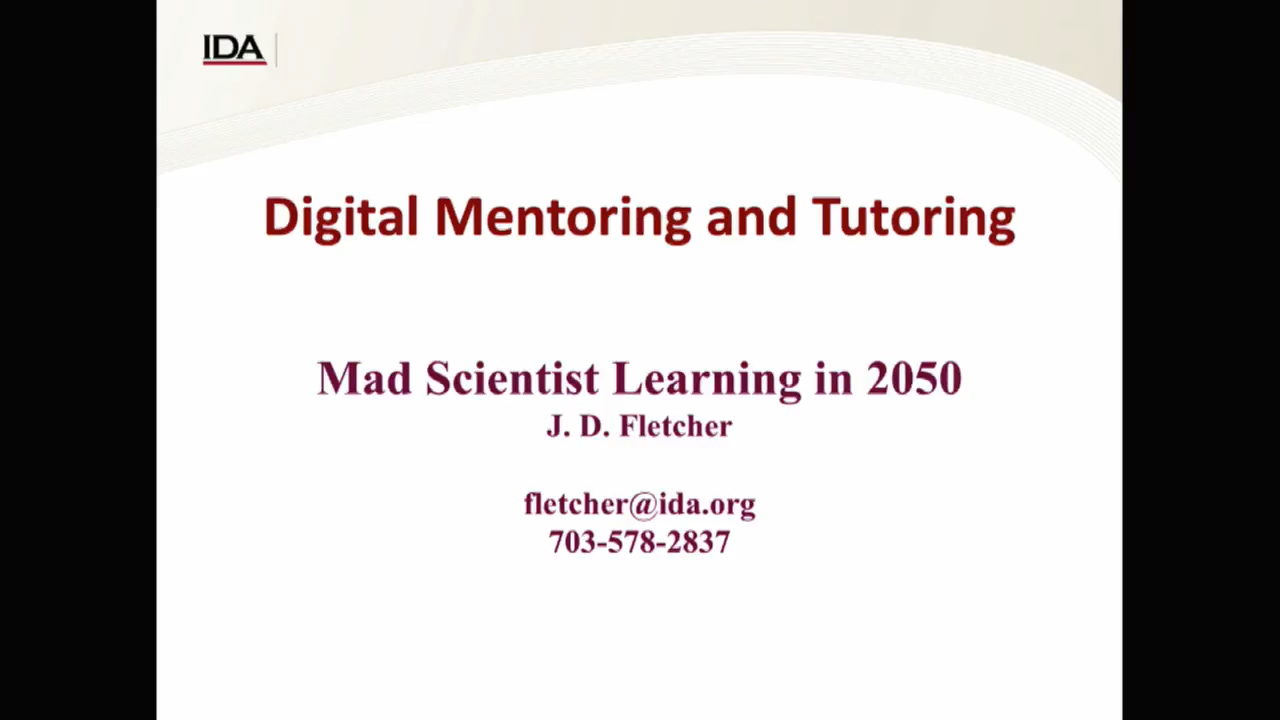 IDA
Digital Mentoring and Tutoring
Mad Scientist Learning in 2050
J. D. Fletcher
fletcher@ida.org
703-578-2837